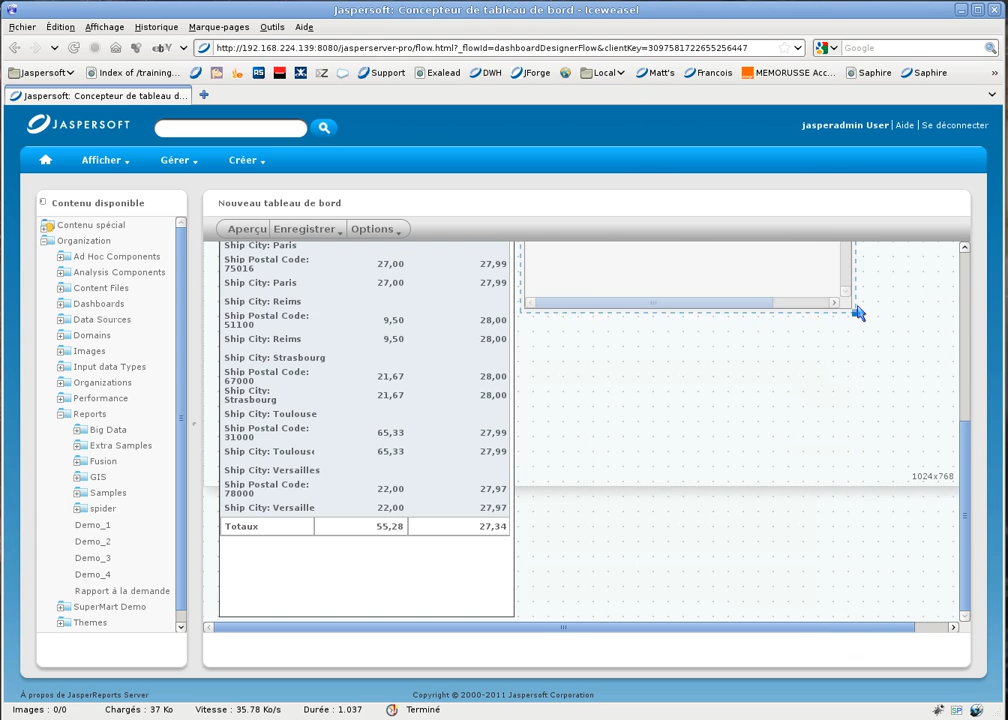 Jaspersoft: Concepteur de tableau de bord - Iceweasel
Fichier Édition Affichage Historique Marque-pages Outils Aide
http://192.168.224.139:8080/jasperserver-pro/flow.html?_flowId=dashboardDesignerFlow&clientKey=3097581722655256447
Google
Jaspersoft Index of /training... Support Exalead DWH JForge Local Matt's Francois MEMORUSSE Acc... Saphire Saphire »
Jaspersoft: Concepteur de tableau d...
JASPERSOFT
jasperadmin User | Aide | Se déconnecter
Afficher Gérer Créer
Contenu disponible
Contenu spécial
Organization
Ad Hoc Components
Analysis Components
Content Files
Dashboards
Data Sources
Domains
Images
Input data Types
Organizations
Performance
Reports
Big Data
Extra Samples
Fusion
GIS
Samples
spider
Demo_1
Demo_2
Demo_3
Demo_4
Rapport à la demande
SuperMart Demo
Themes
Nouveau tableau de bord
Aperçu Enregistrer Options
Ship City: Paris
Ship Postal Code: 75016 27,00 27,99
Ship City: Paris 27,00 27,99
Ship City: Reims
Ship Postal Code: 51100 9,50 28,00
Ship City: Reims 9,50 28,00
Ship City: Strasbourg
Ship Postal Code: 67000 21,67 28,00
Ship City: Strasbourg 21,67 28,00
Ship City: Toulouse
Ship Postal Code: 31000 65,33 27,99
Ship City: Toulouse 65,33 27,99
Ship City: Versailles
Ship Postal Code: 78000 22,00 27,97
Ship City: Versaille 22,00 27,97
Totaux 55,28 27,34
1024x768
À propos de JasperReports Server
Copyright © 2000-2011 Jaspersoft Corporation
Images : 0/0 Chargés : 37 Ko Vitesse : 35.78 Ko/s Durée : 1.037 Terminé